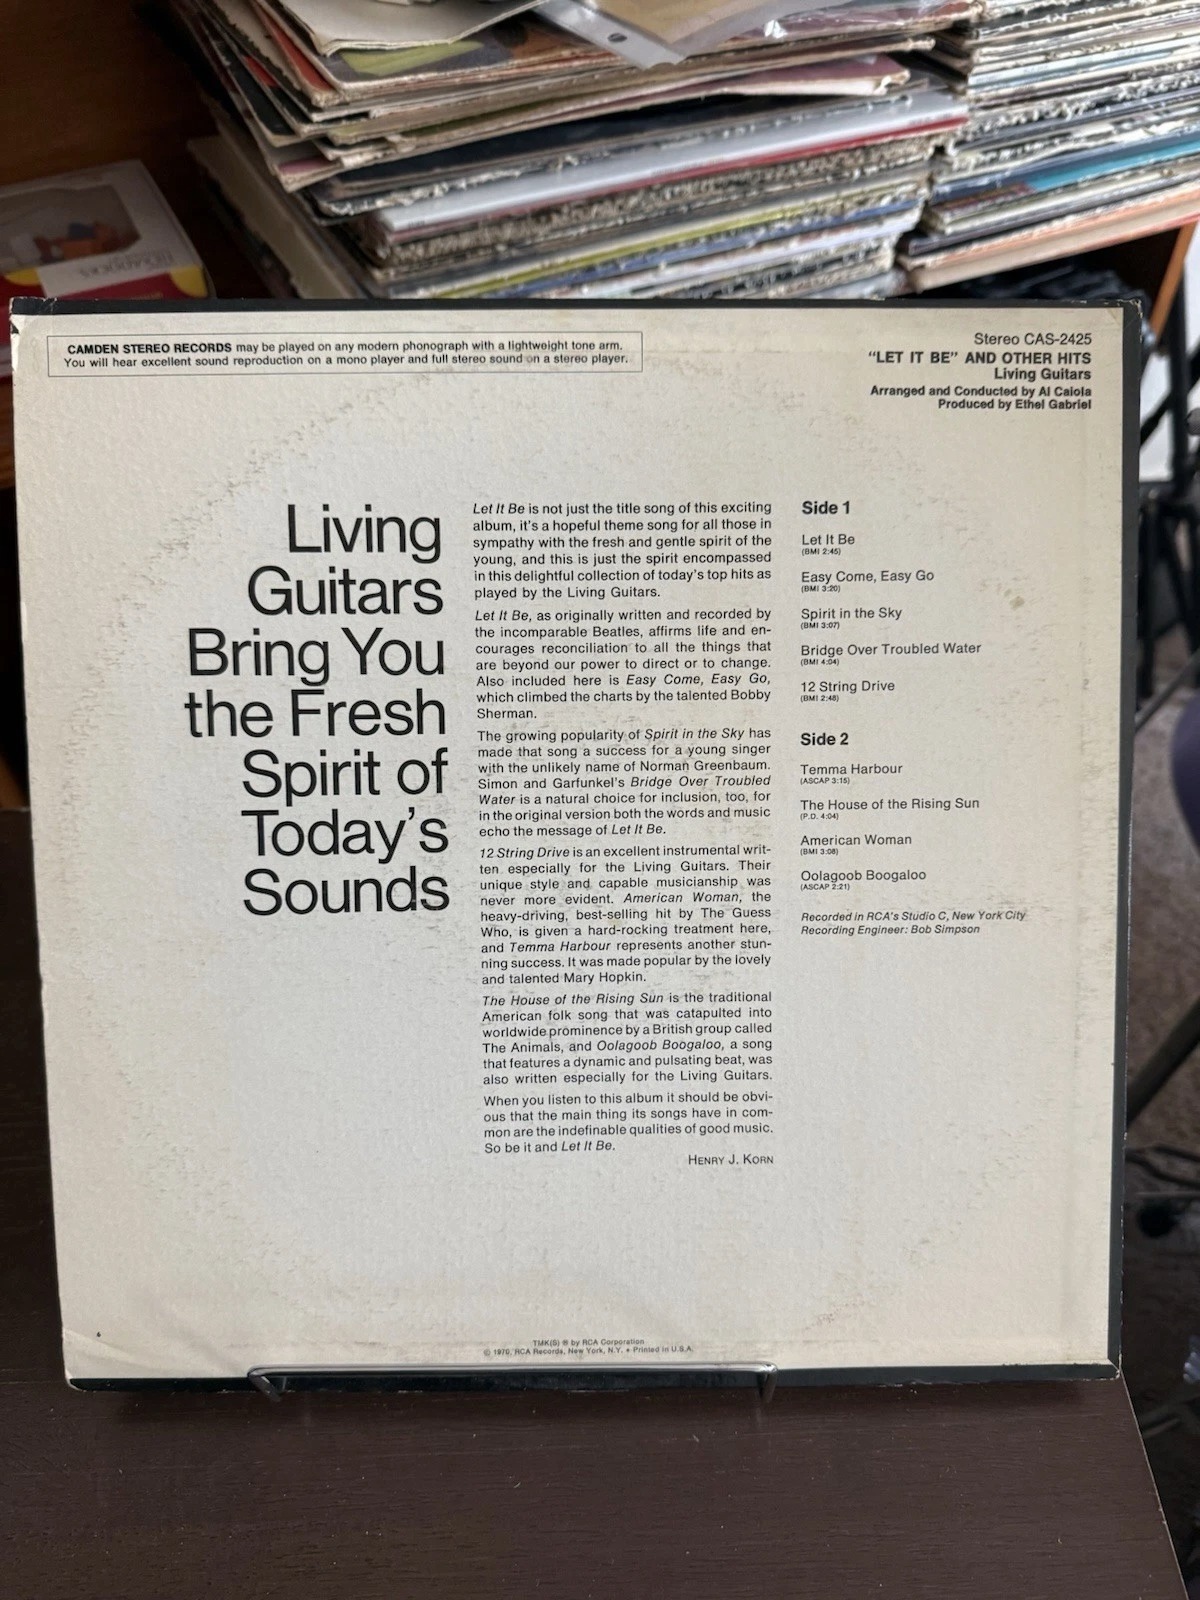 CAMDEN STEREO RECORDS may be played on any modern phonograph with a lightweight tone arm.
You will hear excellent sound reproduction on a mono player and full stereo sound on a stereo player.
Stereo CAS-2425
"LET IT BE" AND OTHER HITS
Living Guitars
Arranged and Conducted by Al Caiola
Produced by Ethel Gabriel
Living
Guitars
Bring You
the Fresh
Spirit of
Today's
Sounds
Let It Be is not just the title song of this exciting
album, it's a hopeful theme song for all those in
sympathy with the fresh and gentle spirit of the
young, and this is just the spirit encompassed
in this delightful collection of today's top hits as
played by the Living Guitars.
Let It Be, as originally written and recorded by
the incomparable Beatles, affirms life and en-
courages reconciliation to all the things that
are beyond our power to direct or to change.
Also included here is Easy Come, Easy Go,
which climbed the charts by the talented Bobby
Sherman.
The growing popularity of Spirit in the Sky has
made that song a success for a young singer
with the unlikely name of Norman Greenbaum.
Simon and Garfunkel's Bridge Over Troubled
Water is a natural choice for inclusion, too, for
in the original version both the words and music
echo the message of Let It Be.
12 String Drive is an excellent instrumental writ-
ten especially for the Living Guitars. Their
unique style and capable musicianship was
never more evident. American Woman, the
heavy-driving, best-selling hit by The Guess
Who, is given a hard-rocking treatment here,
and Temma Harbour represents another stun-
ning success. It was made popular by the lovely
and talented Mary Hopkin.
The House of the Rising Sun is the traditional
American folk song that was catapulted into
worldwide prominence by a British group called
The Animals, and Oolagoob Boogaloo, a song
that features a dynamic and pulsating beat, was
also written especially for the Living Guitars.
When you listen to this album it should be obvi-
ous that the main thing its songs have in com-
mon are the indefinable qualities of good music.
So be it and Let It Be.
HENRY J. KORN
Side 1
Let It Be
(BMI 2:45)
Easy Come, Easy Go
(BMI 3:20)
Spirit in the Sky
(BMI 3:07)
Bridge Over Troubled Water
(BMI 4:04)
12 String Drive
(BMI 2:48)
Side 2
Temma Harbour
(ASCAP 3:15)
The House of the Rising Sun
(P.D. 4:04)
American Woman
(BMI 3:08)
Oolagoob Boogaloo
(ASCAP 2:21)
Recorded in RCA's Studio C, New York City
Recording Engineer: Bob Simpson
6
TMK(S) ® by RCA Corporation
© 1970, RCA Records, New York, N.Y. • Printed in U.S.A.